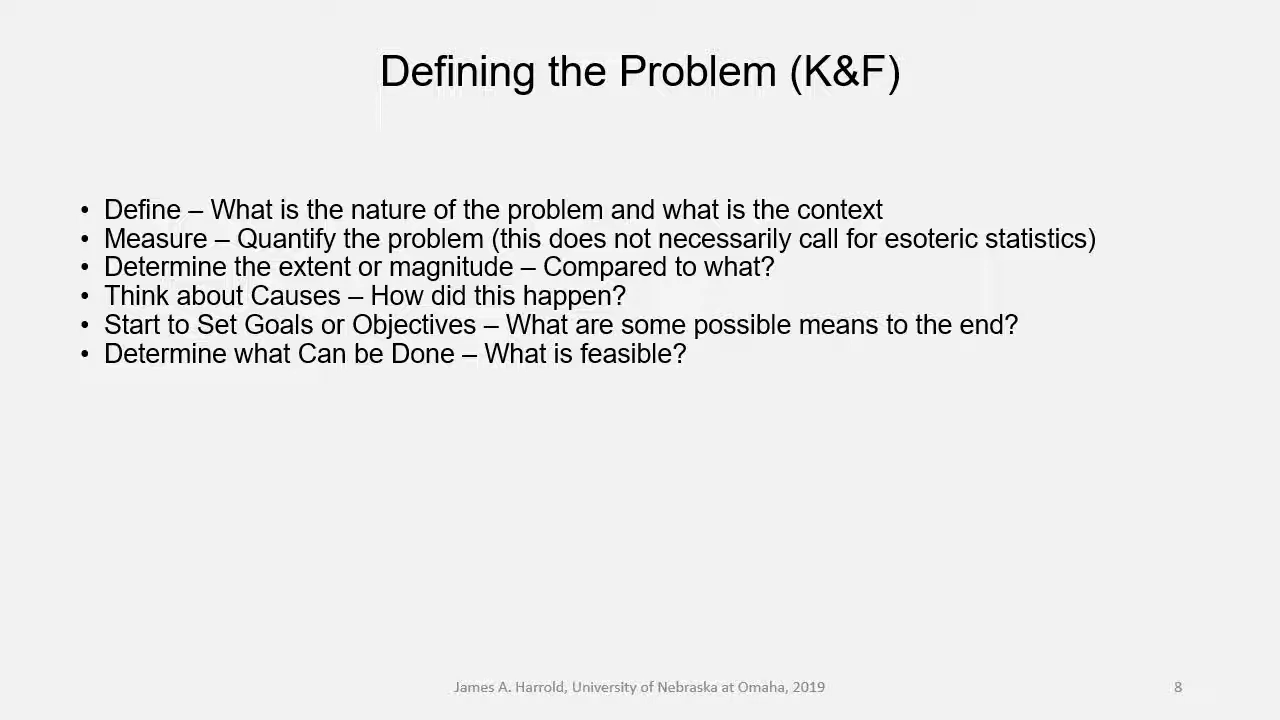 Defining the Problem (K&F)
• Define – What is the nature of the problem and what is the context
• Measure – Quantify the problem (this does not necessarily call for esoteric statistics)
• Determine the extent or magnitude – Compared to what?
• Think about Causes – How did this happen?
• Start to Set Goals or Objectives – What are some possible means to the end?
• Determine what Can be Done – What is feasible?
James A. Harrold, University of Nebraska at Omaha, 2019
8